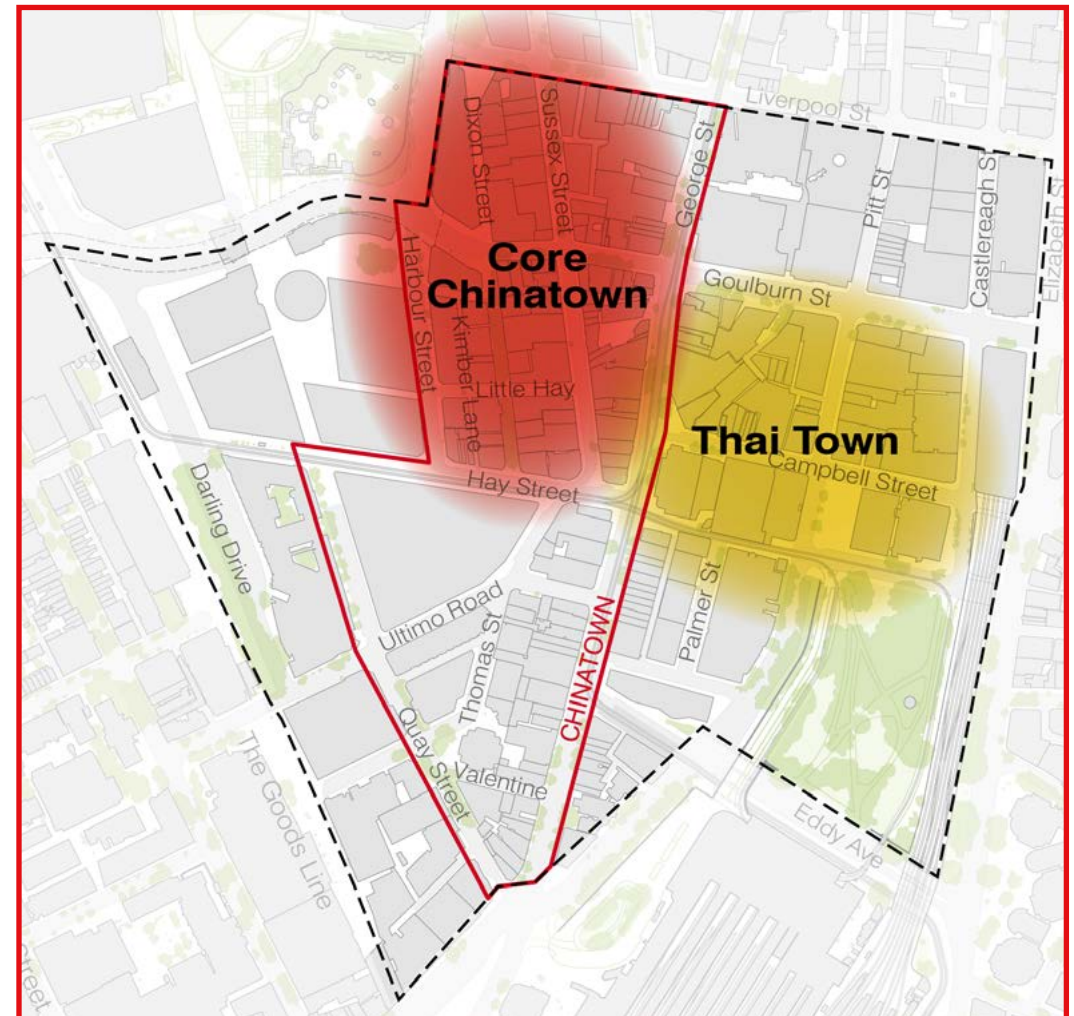 Liverpool St
Dixon Street
Sussex Street
George St
Pitt St
Castlereagh St
Elizabeth St
Core
Chinatown
Harbour Street
Goulburn St
Kimber Lane
Little Hay
Thai Town
Campbell Street
Hay Street
Darling Drive
Palmer St
Ultimo Road
Thomas St
CHINATOWN
Quay Street
Valentine
The Goods Line
Eddy Ave
Street